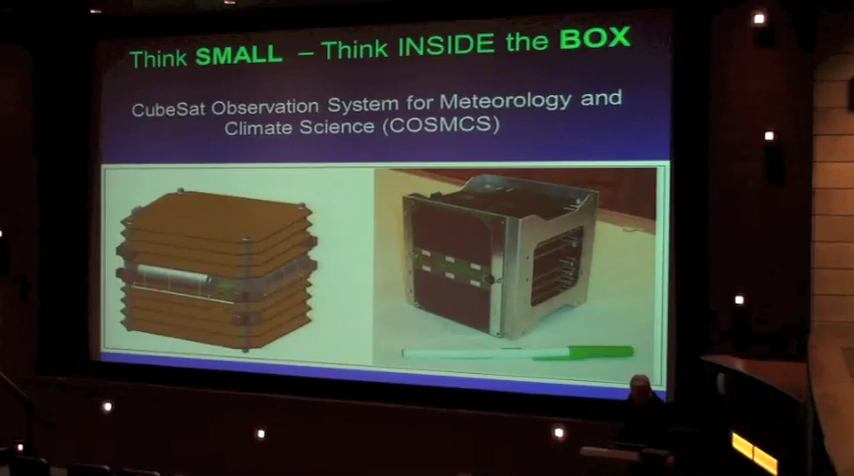 Think SMALL – Think INSIDE the BOX
CubeSat Observation System for Meteorology and
Climate Science (COSMCS)